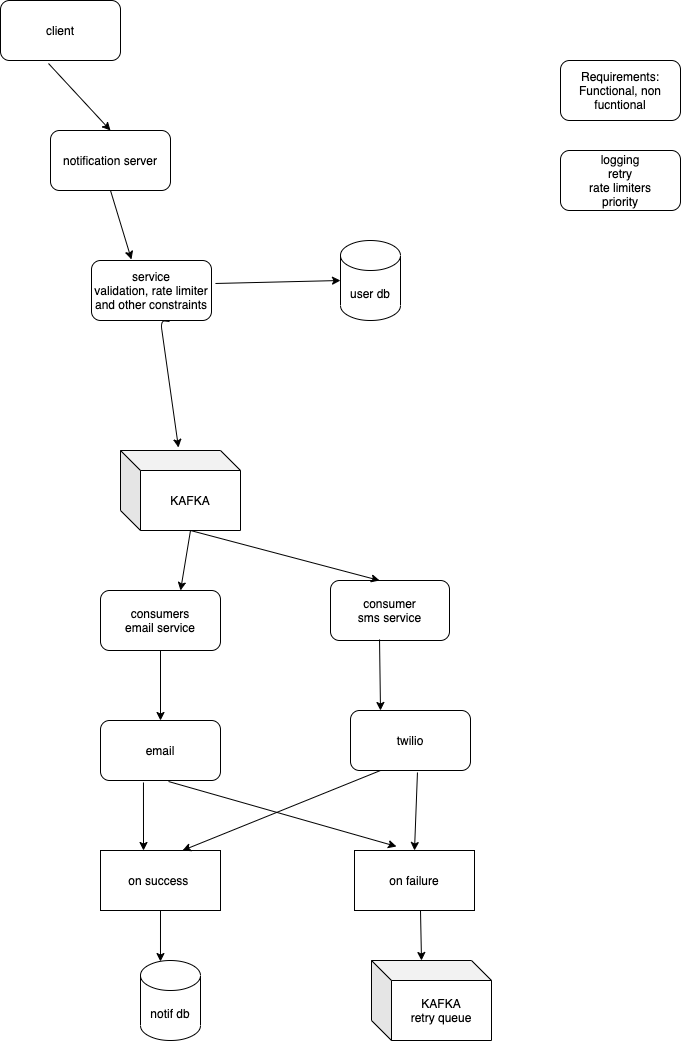 client
Requirements:
Functional, non
fucntional
notification server
logging
retry
rate limiters
priority
service
validation, rate limiter
and other constraints
user db
KAFKA
consumers
email service
consumer
sms service
email
twilio
on success
on failure
notif db
KAFKA
retry queue